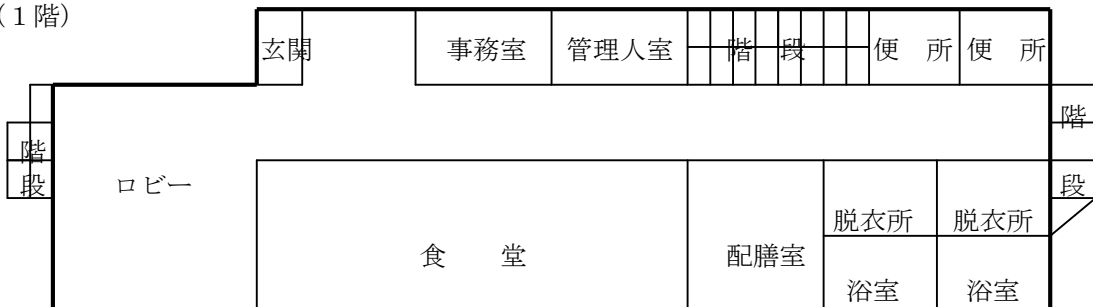 (１階)
玄関 事務室 管理人室 階 段 便 所 便 所
階
段
ロビー
階
段
脱衣所 脱衣所
食 堂 配膳室
浴室 浴室